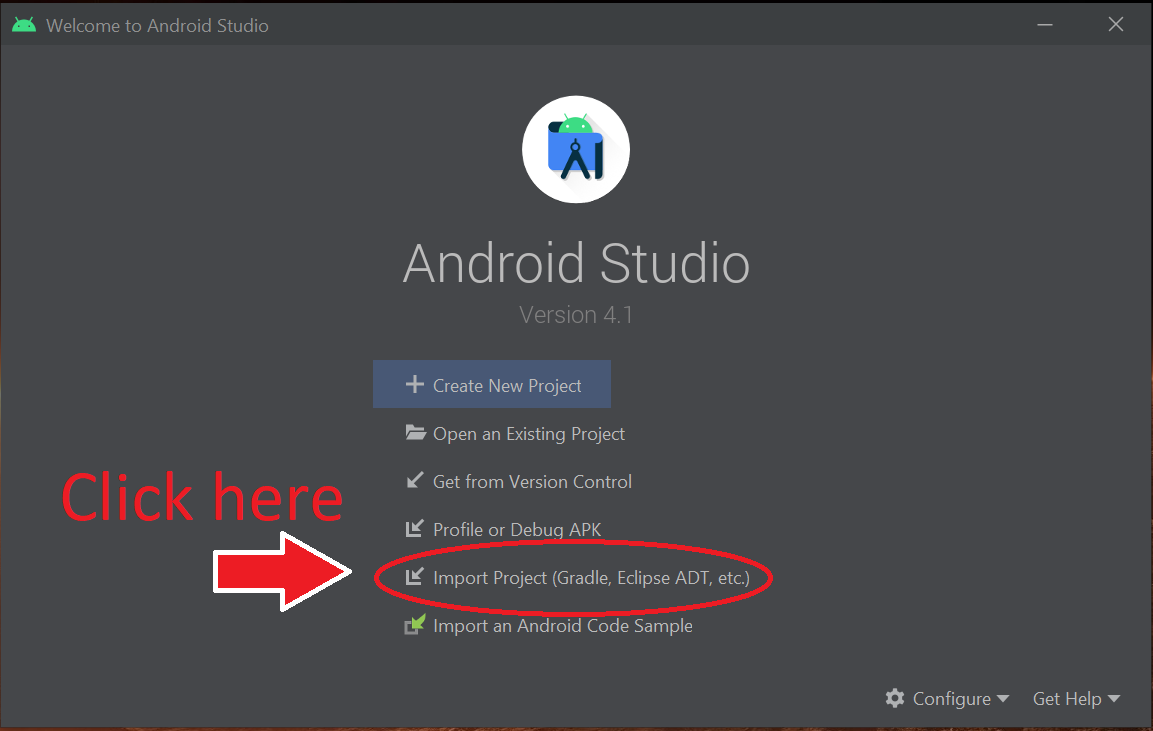 Welcome to Android Studio
Android Studio
Version 4.1
Create New Project
Open an Existing Project
Get from Version Control
Click here
Profile or Debug APK
Import Project (Gradle, Eclipse ADT, etc.)
Import an Android Code Sample
Configure
Get Help